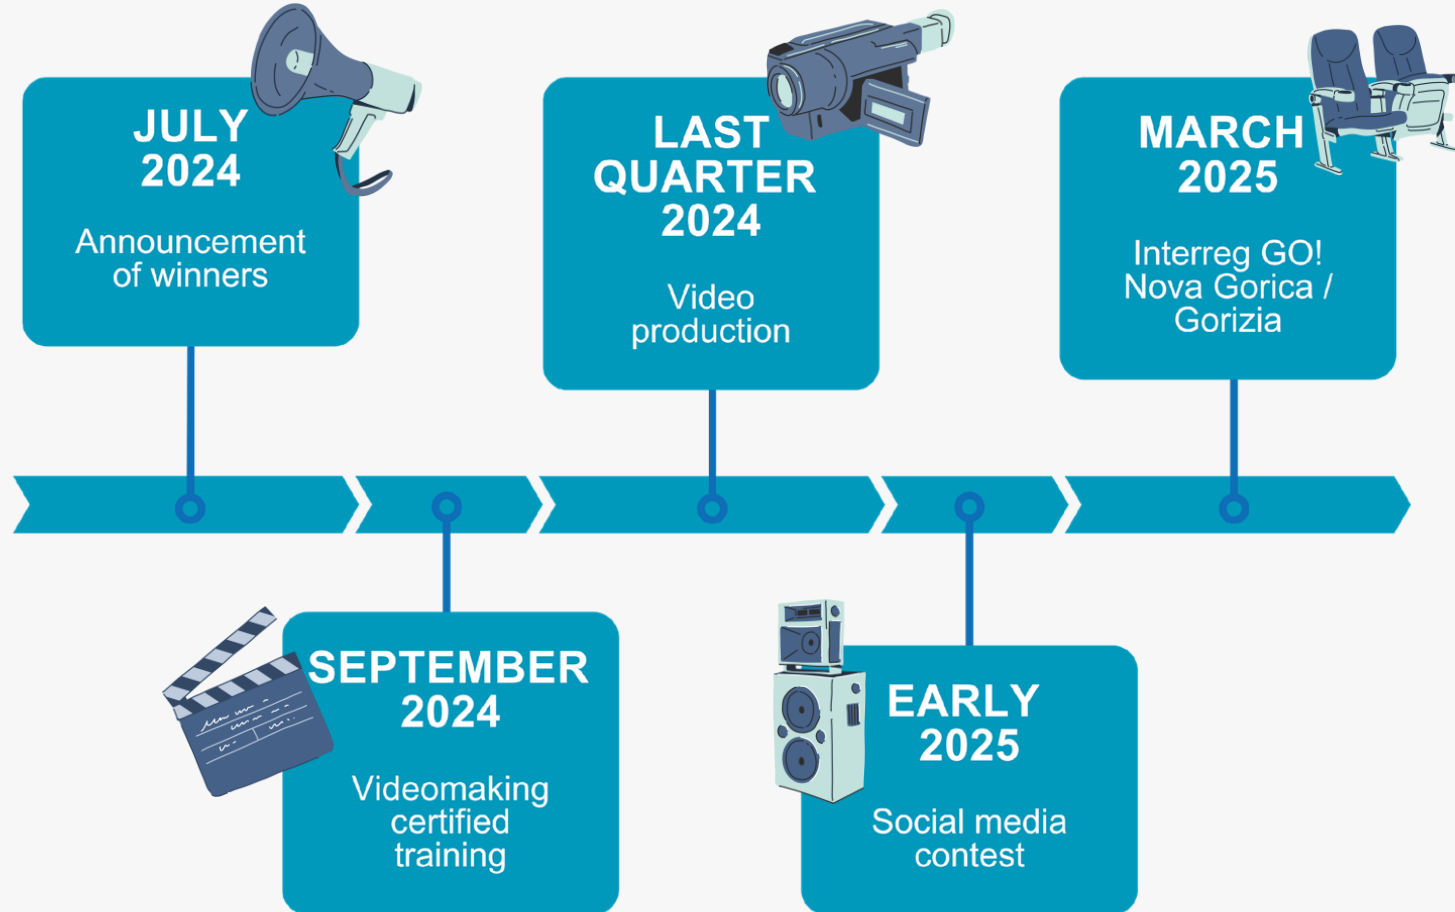 JULY
2024
Announcement
of winners
SEPTEMBER
2024
Videomaking
certified
training
LAST
QUARTER
2024
Video
production
EARLY
2025
Social media
contest
MARCH
2025
Interreg GO!
Nova Gorica /
Gorizia